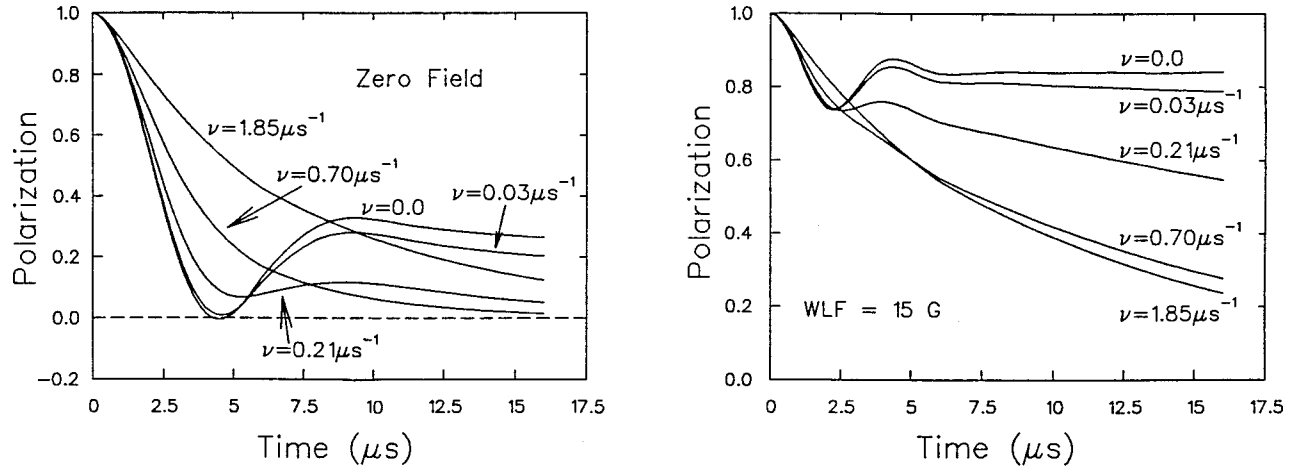 Polarization
1.0
0.8
0.6
0.4
0.2
0.0
−0.2
Zero Field
ν=1.85μs⁻¹
ν=0.70μs⁻¹
ν=0.03μs⁻¹
ν=0.0
ν=0.21μs⁻¹
0 2.5 5 7.5 10 12.5 15 17.5
Time (μs)
Polarization
1.0
0.8
0.6
0.4
0.2
0.0
ν=0.0
ν=0.03μs⁻¹
ν=0.21μs⁻¹
ν=0.70μs⁻¹
ν=1.85μs⁻¹
WLF = 15 G
0 2.5 5 7.5 10 12.5 15 17.5
Time (μs)